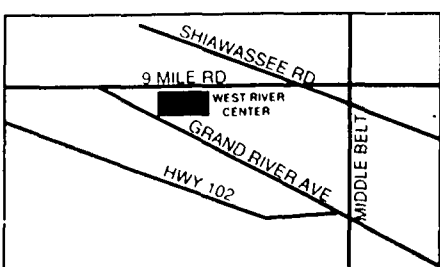 SHIAWASSEE RD
9 MILE RD
WEST RIVER
CENTER
GRAND RIVER AVE
HWY 102
MIDDLE BELT